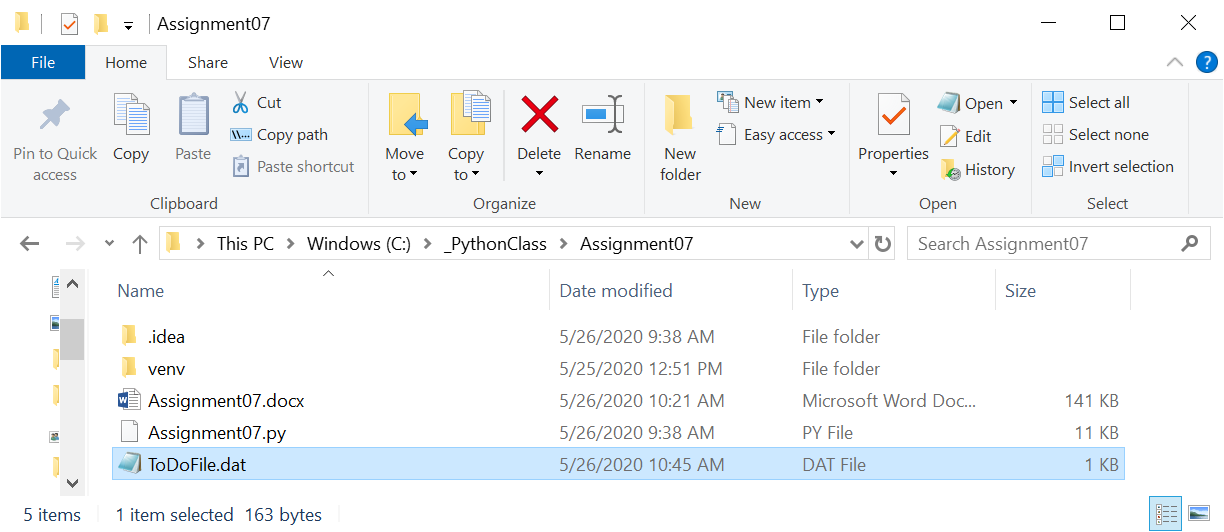 Assignment07
File Home Share View
Pin to Quick access
Copy
Paste
Cut
Copy path
Paste shortcut
Clipboard
Move to
Copy to
Delete
Rename
Organize
New folder
New item
Easy access
New
Properties
Open
Edit
History
Open
Select all
Select none
Invert selection
Select
This PC > Windows (C:) > _PythonClass > Assignment07
Search Assignment07
Name Date modified Type Size
.idea 5/26/2020 9:38 AM File folder
venv 5/25/2020 12:51 PM File folder
Assignment07.docx 5/26/2020 10:21 AM Microsoft Word Doc... 141 KB
Assignment07.py 5/26/2020 9:38 AM PY File 11 KB
ToDoFile.dat 5/26/2020 10:45 AM DAT File 1 KB
5 items 1 item selected 163 bytes